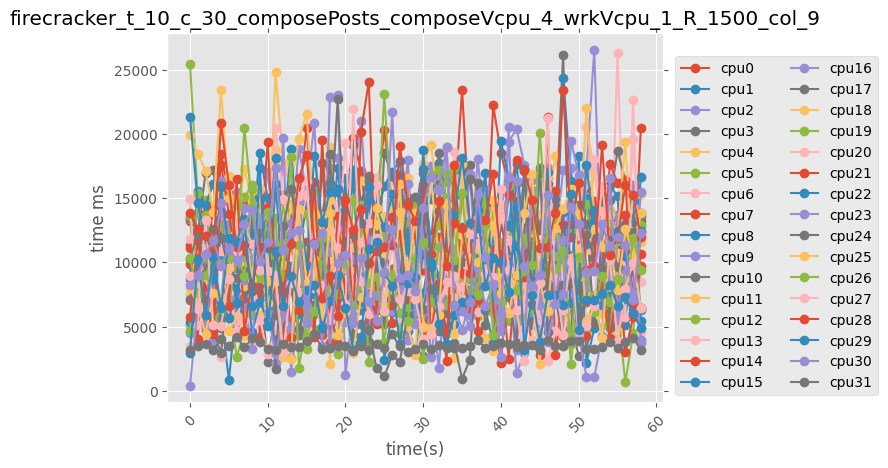 firecracker_t_10_c_30_composePosts_composeVcpu_4_wrkVcpu_1_R_1500_col_9
time ms
25000
20000
15000
10000
5000
0
0 10 20 30 40 50 60
time(s)
cpu0 cpu16
cpu1 cpu17
cpu2 cpu18
cpu3 cpu19
cpu4 cpu20
cpu5 cpu21
cpu6 cpu22
cpu7 cpu23
cpu8 cpu24
cpu9 cpu25
cpu10 cpu26
cpu11 cpu27
cpu12 cpu28
cpu13 cpu29
cpu14 cpu30
cpu15 cpu31